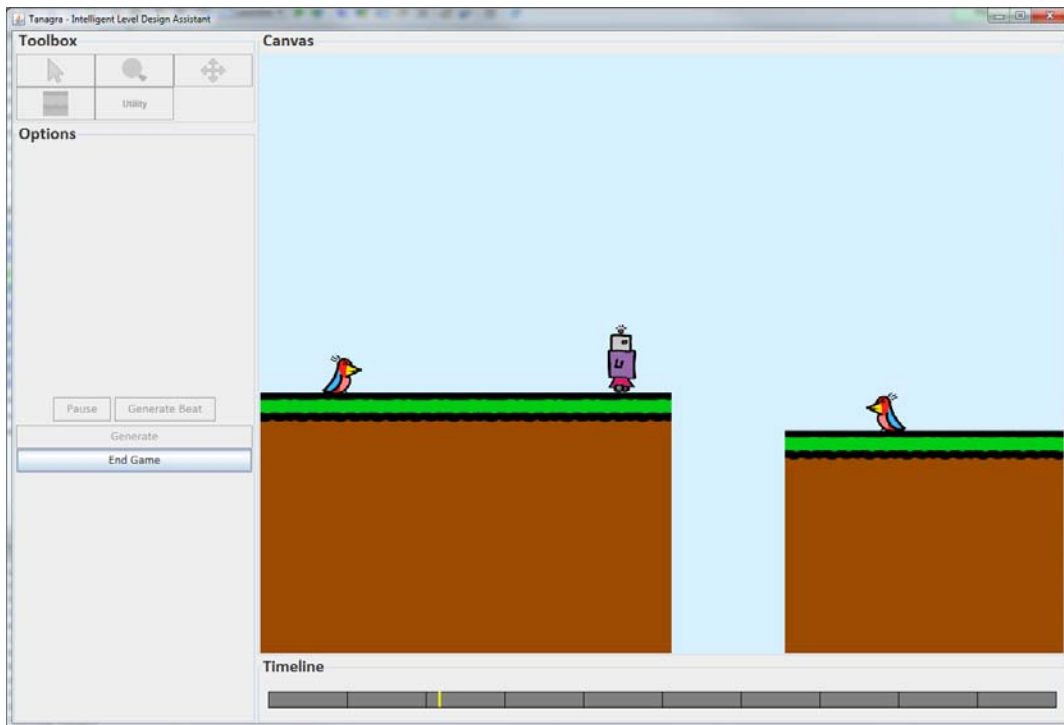 Tanagra - Intelligent Level Design Assistant
Toolbox
Utility
Options
Pause
Generate Beat
Generate
End Game
Canvas
Timeline